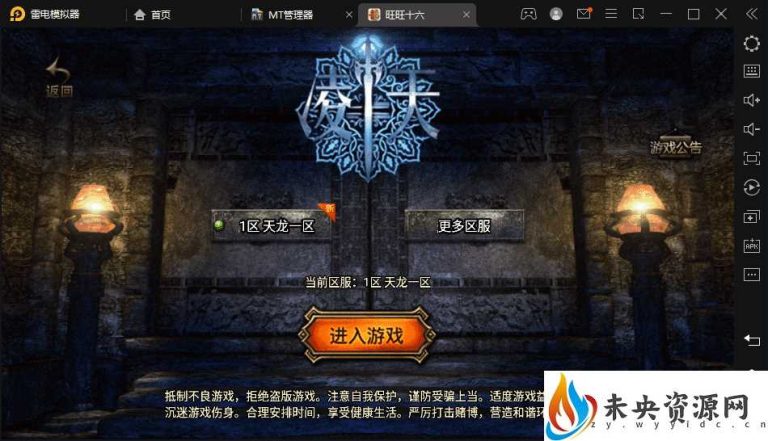 雷电模拟器
首页
MT管理器
旺旺十六
返回
凌天
游戏公告
1区 天龙一区
新
更多区服
当前区服：1区 天龙一区
进入游戏
抵制不良游戏，拒绝盗版游戏。注意自我保护，谨防受骗上当。适度游戏益
沉迷游戏伤身。合理安排时间，享受健康生活。严厉打击赌博，营造和谐环
未央资源网
zy.wyyidc.cn
APK